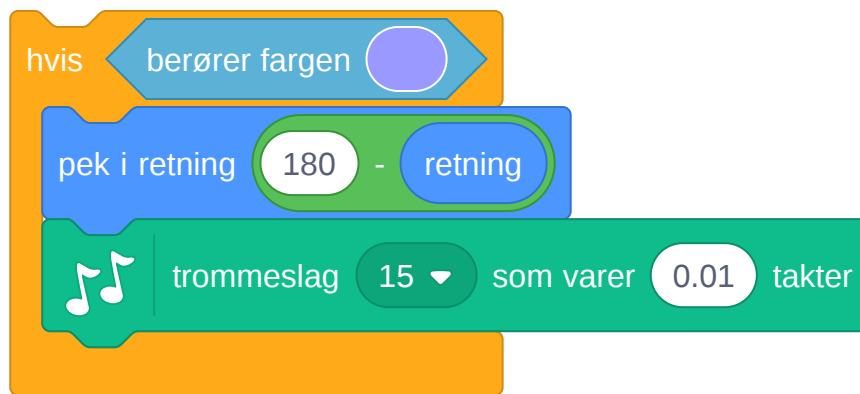 hvis berører fargen
pek i retning 180 - retning
trommeslag 15 som varer 0.01 takter